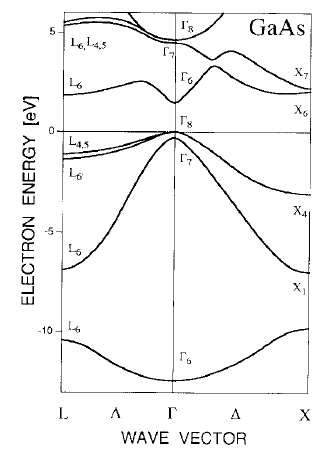 GaAs
5
Γ8
Γ7
L6,L4,5
X7
L6
Γ6
X6
Γ8
0
L4,5
Γ7
L6
ELECTRON ENERGY [eV]
X4
-5
L6
X1
-10
L6
Γ6
L Λ Γ Δ X
WAVE VECTOR